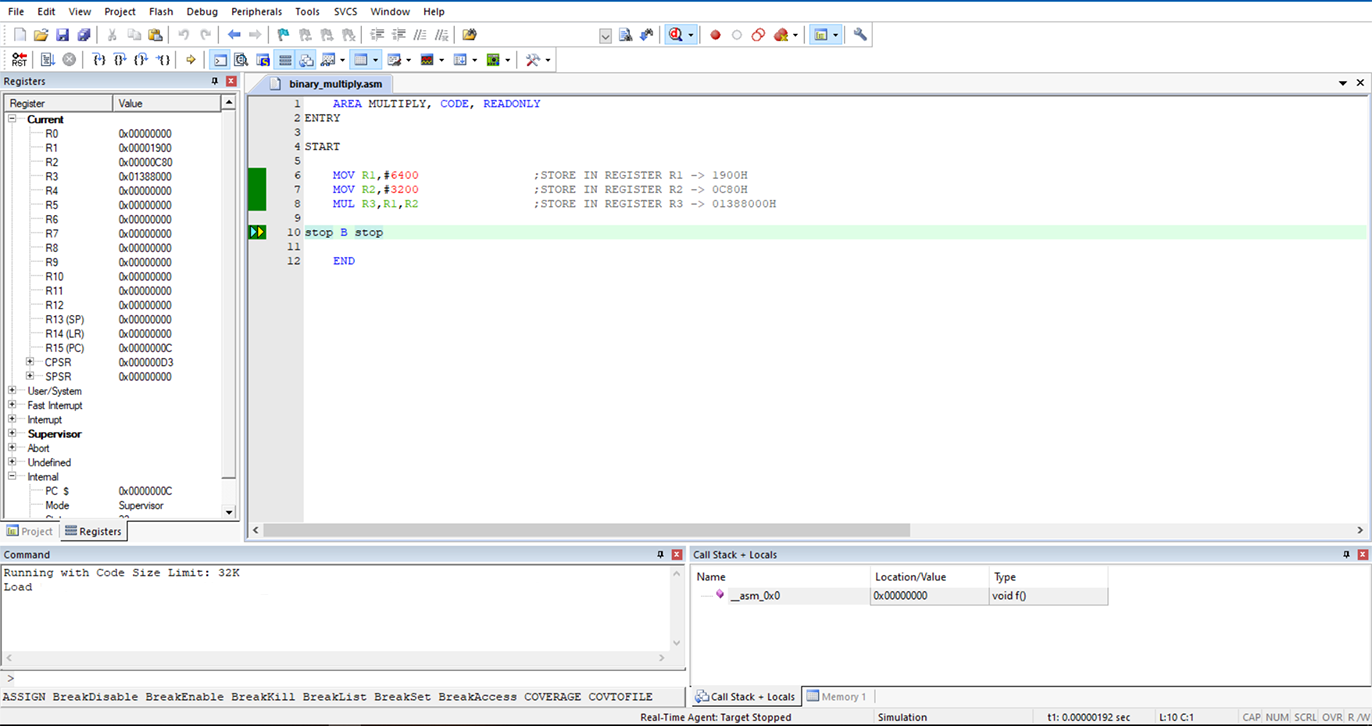 File Edit View Project Flash Debug Peripherals Tools SVCS Window Help
RST
Registers
binary_multiply.asm
Register Value
Current
R0 0x00000000
R1 0x00001900
R2 0x00000C80
R3 0x01388000
R4 0x00000000
R5 0x00000000
R6 0x00000000
R7 0x00000000
R8 0x00000000
R9 0x00000000
R10 0x00000000
R11 0x00000000
R12 0x00000000
R13 (SP) 0x00000000
R14 (LR) 0x00000000
R15 (PC) 0x0000000C
CPSR 0x000000D3
SPSR 0x00000000
User/System
Fast Interrupt
Interrupt
Supervisor
Abort
Undefined
Internal
PC $ 0x0000000C
Mode Supervisor
Project Registers
1 AREA MULTIPLY, CODE, READONLY
2 ENTRY
3
4 START
5
6 MOV R1,#6400 ;STORE IN REGISTER R1 -> 1900H
7 MOV R2,#3200 ;STORE IN REGISTER R2 -> 0C80H
8 MUL R3,R1,R2 ;STORE IN REGISTER R3 -> 01388000H
9
10 stop B stop
11
12 END
Command
Running with Code Size Limit: 32K
Load
>
ASSIGN BreakDisable BreakEnable BreakKill BreakList BreakSet BreakAccess COVERAGE COVTOFILE
Call Stack + Locals
Name Location/Value Type
__asm_0x0 0x00000000 void f()
Call Stack + Locals Memory 1
Real-Time Agent: Target Stopped Simulation t1: 0.00000192 sec L:10 C:1 CAP NUM SCRL OVR R/W